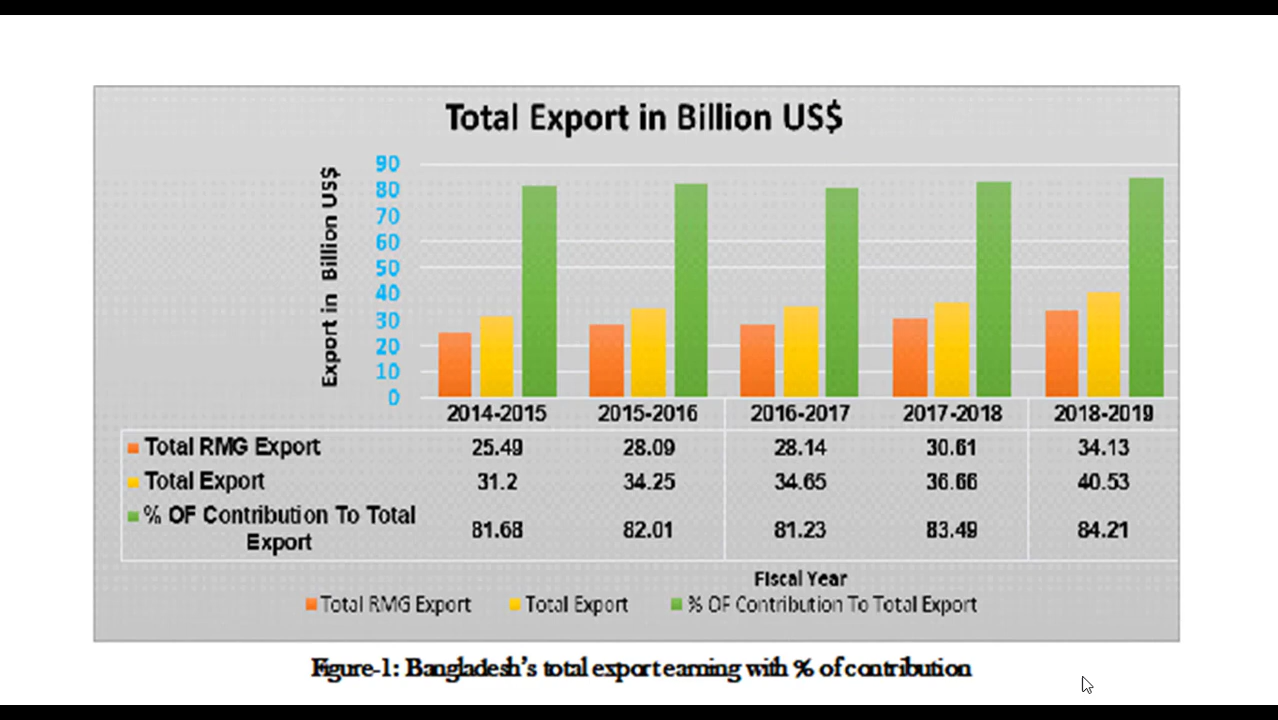 Total Export in Billion US$
Export in Billion US$
90
80
70
60
50
40
30
20
10
0
2014-2015 2015-2016 2016-2017 2017-2018 2018-2019
Total RMG Export 25.49 28.09 28.14 30.61 34.13
Total Export 31.2 34.25 34.65 36.66 40.53
% OF Contribution To Total
Export 81.68 82.01 81.23 83.49 84.21
Fiscal Year
Total RMG Export Total Export % OF Contribution To Total Export
Figure-1: Bangladesh's total export earning with % of contribution